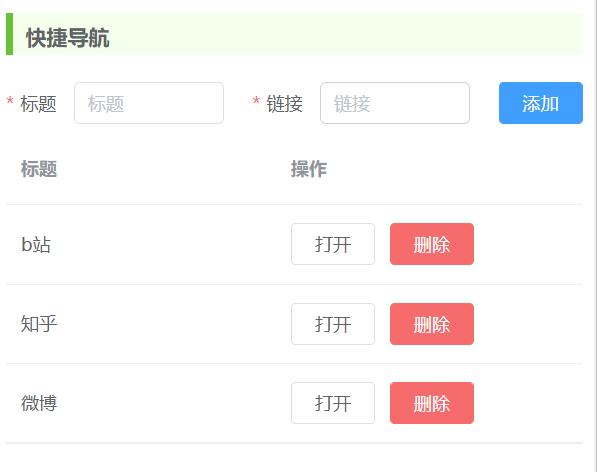 快捷导航
* 标题 标题 * 链接 链接 添加
标题 操作
b站 打开 删除
知乎 打开 删除
微博 打开 删除